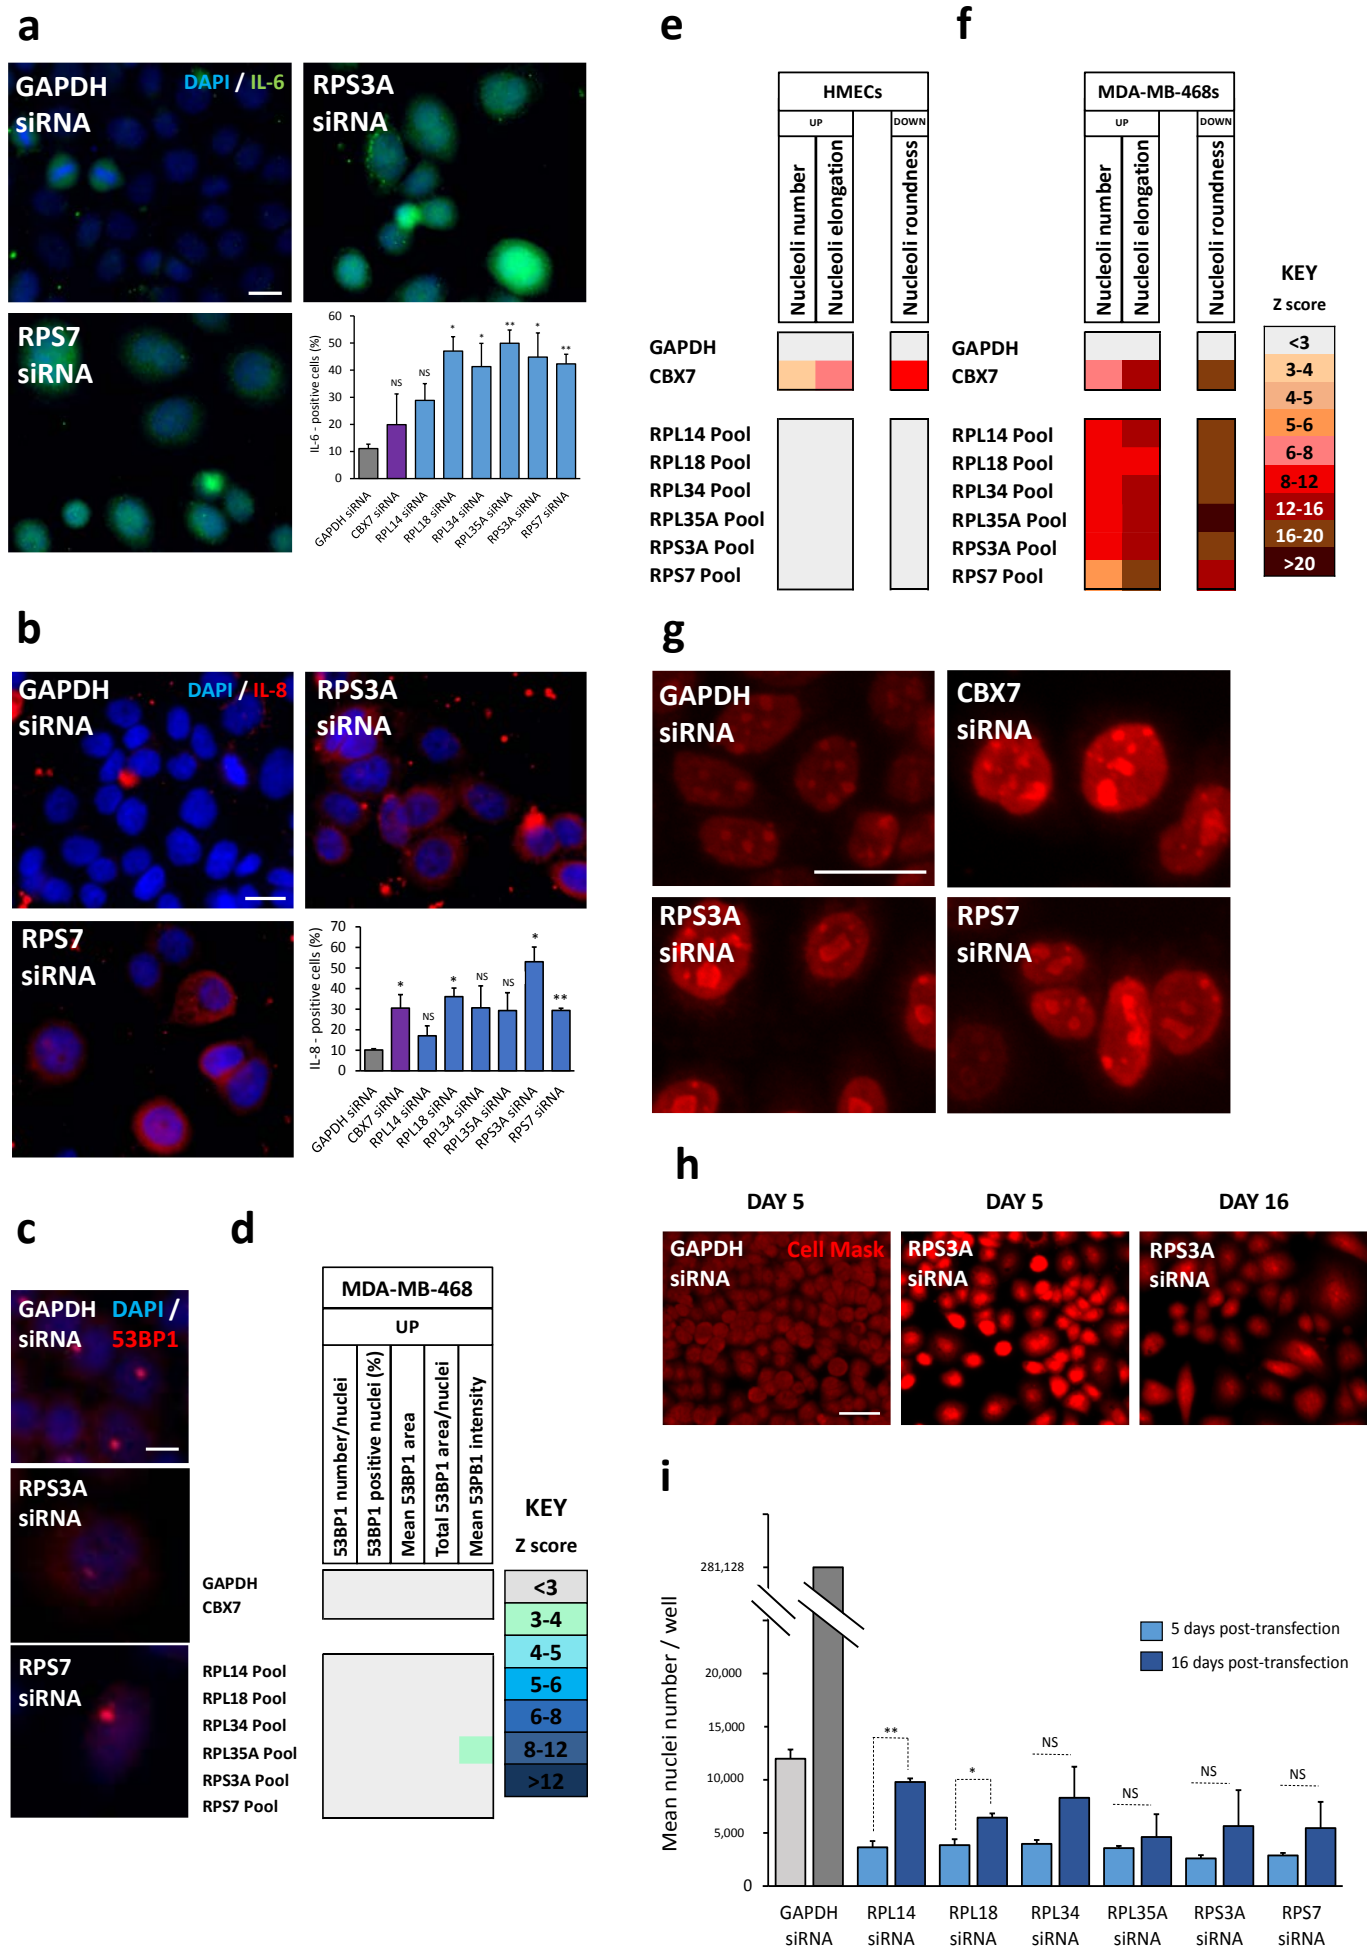 a
GAPDH
siRNA
DAPI / IL-6
RPS3A
siRNA
RPS7
siRNA
IL-6 - positive cells (%)
60
50
40
30
20
10
0
NS
NS
*
*
**
*
**
GAPDH siRNA
CBX7 siRNA
RPL14 siRNA
RPL18 siRNA
RPL34 siRNA
RPL35A siRNA
RPS3A siRNA
RPS7 siRNA
b
GAPDH
siRNA
DAPI / IL-8
RPS3A
siRNA
RPS7
siRNA
IL-8 - positive cells (%)
70
60
50
40
30
20
10
0
*
NS
*
NS
NS
*
**
GAPDH siRNA
CBX7 siRNA
RPL14 siRNA
RPL18 siRNA
RPL34 siRNA
RPL35A siRNA
RPS3A siRNA
RPS7 siRNA
c
GAPDH DAPI /
siRNA 53BP1
RPS3A
siRNA
RPS7
siRNA
d
MDA-MB-468
UP
53BP1 number/nuclei
53BP1 positive nuclei (%)
Mean 53BP1 area
Total 53BP1 area/nuclei
Mean 53PB1 intensity
GAPDH
CBX7
RPL14 Pool
RPL18 Pool
RPL34 Pool
RPL35A Pool
RPS3A Pool
RPS7 Pool
KEY
Z score
<3
3-4
4-5
5-6
6-8
8-12
>12
e
HMECs
UP
DOWN
Nucleoli number
Nucleoli elongation
Nucleoli roundness
GAPDH
CBX7
RPL14 Pool
RPL18 Pool
RPL34 Pool
RPL35A Pool
RPS3A Pool
RPS7 Pool
f
MDA-MB-468s
UP
DOWN
Nucleoli number
Nucleoli elongation
Nucleoli roundness
GAPDH
CBX7
RPL14 Pool
RPL18 Pool
RPL34 Pool
RPL35A Pool
RPS3A Pool
RPS7 Pool
KEY
Z score
<3
3-4
4-5
5-6
6-8
8-12
12-16
16-20
>20
g
GAPDH
siRNA
CBX7
siRNA
RPS3A
siRNA
RPS7
siRNA
h
DAY 5
DAY 5
DAY 16
GAPDH
siRNA
Cell Mask
RPS3A
siRNA
RPS3A
siRNA
i
Mean nuclei number / well
281,128
20,000
15,000
10,000
5,000
0
5 days post-transfection
16 days post-transfection
**
*
NS
NS
NS
NS
GAPDH
siRNA
RPL14
siRNA
RPL18
siRNA
RPL34
siRNA
RPL35A
siRNA
RPS3A
siRNA
RPS7
siRNA